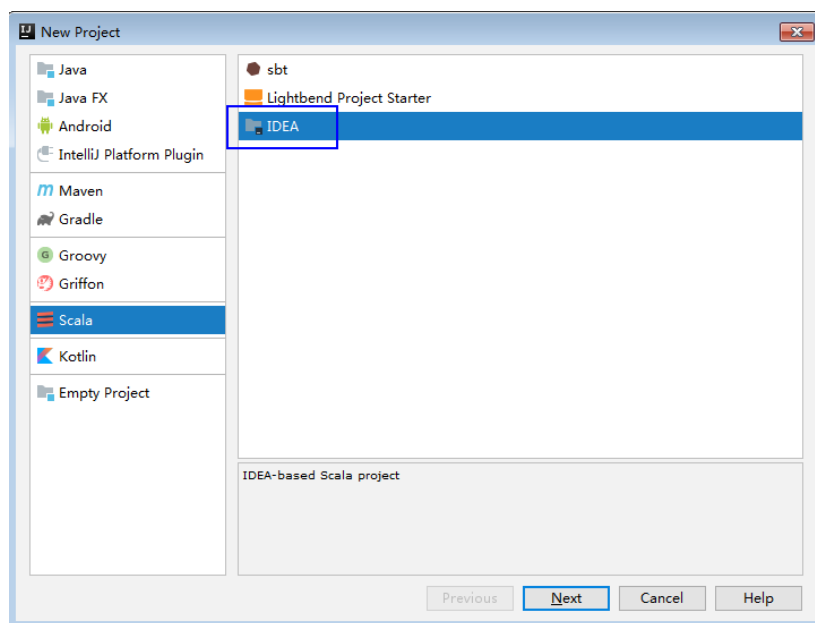 New Project
Java
Java FX
Android
IntelliJ Platform Plugin
Maven
Gradle
Groovy
Griffon
Scala
Kotlin
Empty Project
sbt
Lightbend Project Starter
IDEA
IDEA-based Scala project
Previous
Next
Cancel
Help